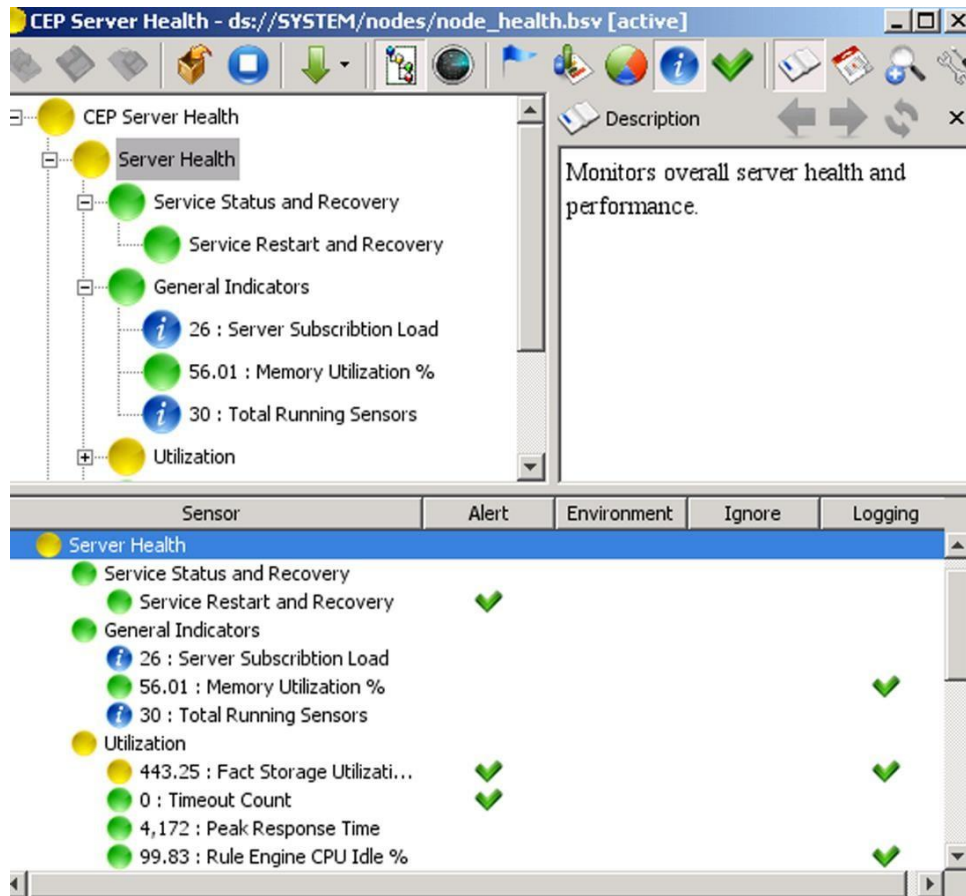 CEP Server Health - ds://SYSTEM/nodes/node_health.bsv [active]
CEP Server Health
Server Health
Service Status and Recovery
Service Restart and Recovery
General Indicators
26 : Server Subscribtion Load
56.01 : Memory Utilization %
30 : Total Running Sensors
Utilization
Description
Monitors overall server health and
performance.
Sensor Alert Environment Ignore Logging
Server Health
Service Status and Recovery
Service Restart and Recovery
General Indicators
26 : Server Subscribtion Load
56.01 : Memory Utilization %
30 : Total Running Sensors
Utilization
443.25 : Fact Storage Utilizati...
0 : Timeout Count
4,172 : Peak Response Time
99.83 : Rule Engine CPU Idle %